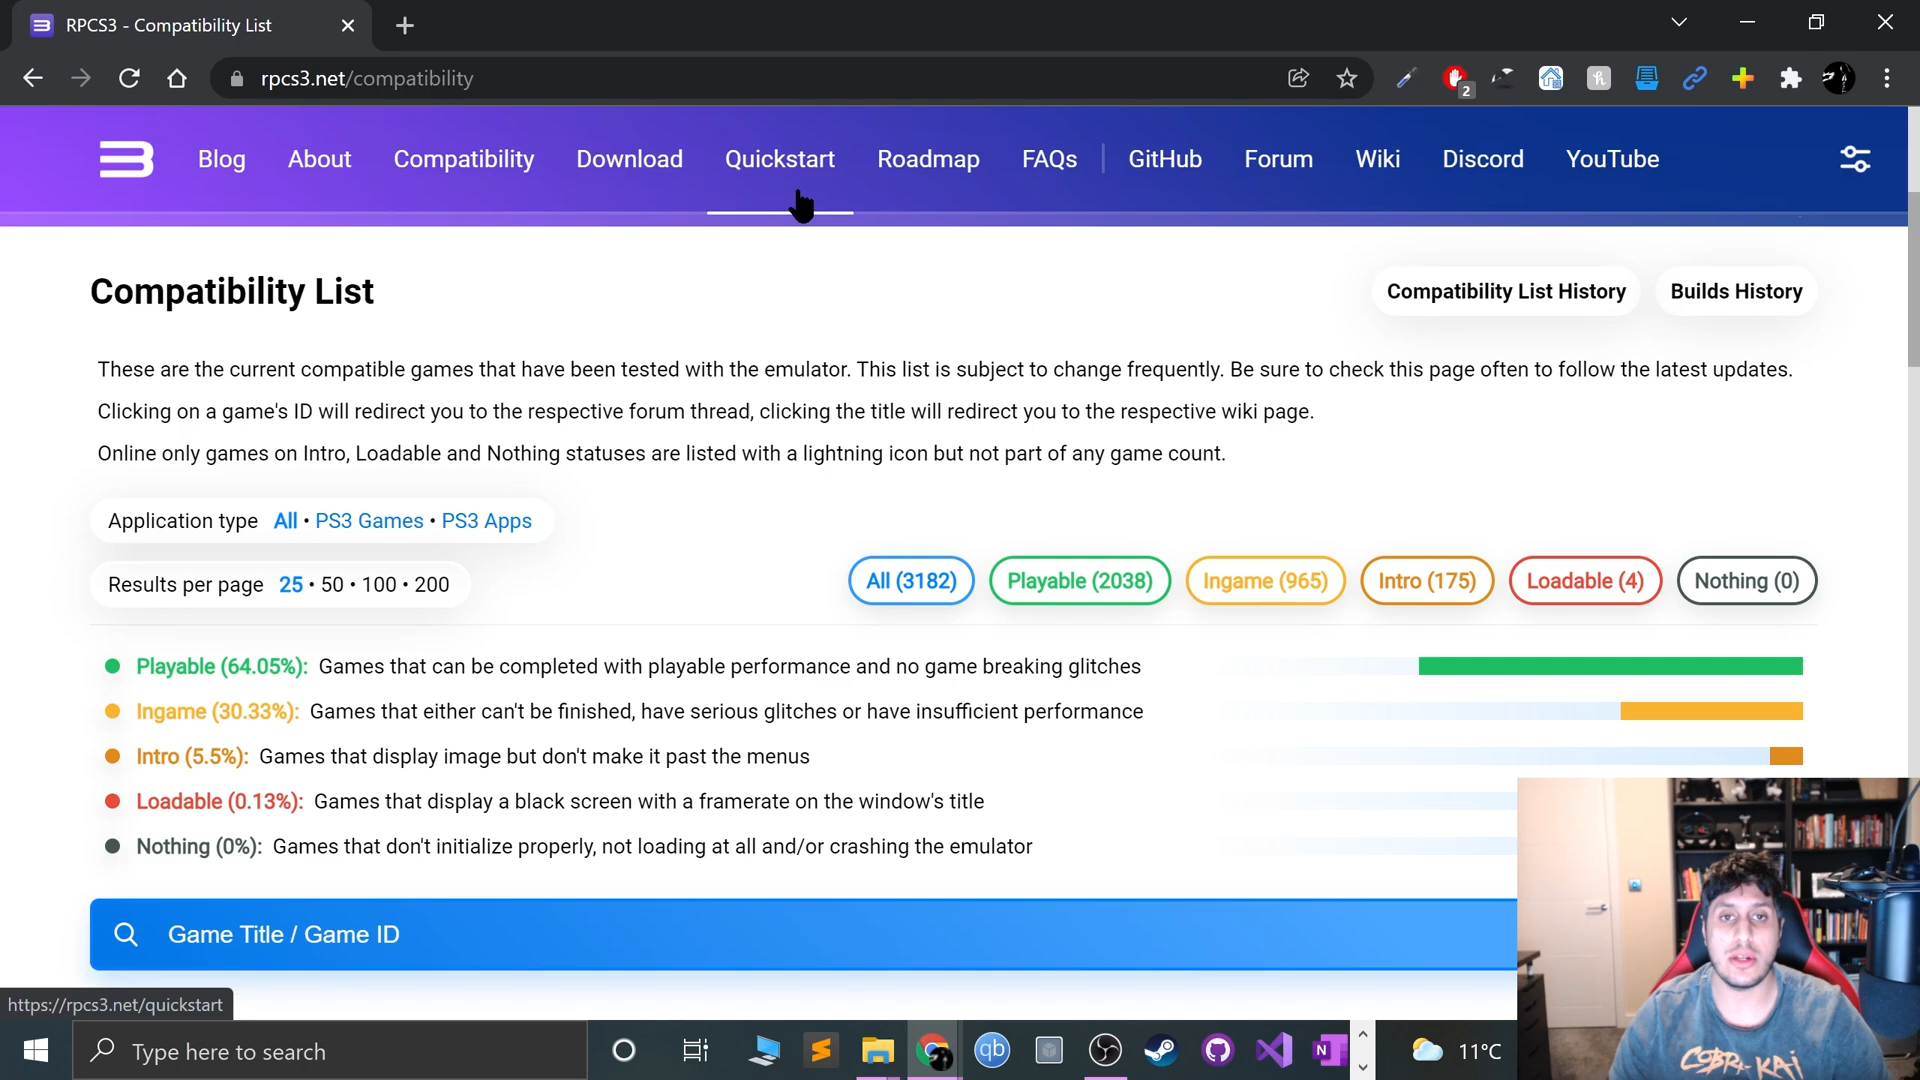 RPCS3 - Compatibility List
rpcs3.net/compatibility
2
Blog About Compatibility Download Quickstart Roadmap FAQs GitHub Forum Wiki Discord YouTube
Compatibility List
Compatibility List History
Builds History
These are the current compatible games that have been tested with the emulator. This list is subject to change frequently. Be sure to check this page often to follow the latest updates.
Clicking on a game's ID will redirect you to the respective forum thread, clicking the title will redirect you to the respective wiki page.
Online only games on Intro, Loadable and Nothing statuses are listed with a lightning icon but not part of any game count.
Application type All • PS3 Games • PS3 Apps
Results per page 25 • 50 • 100 • 200
All (3182) Playable (2038) Ingame (965) Intro (175) Loadable (4) Nothing (0)
Playable (64.05%): Games that can be completed with playable performance and no game breaking glitches
Ingame (30.33%): Games that either can't be finished, have serious glitches or have insufficient performance
Intro (5.5%): Games that display image but don't make it past the menus
Loadable (0.13%): Games that display a black screen with a framerate on the window's title
Nothing (0%): Games that don't initialize properly, not loading at all and/or crashing the emulator
Game Title / Game ID
https://rpcs3.net/quickstart
Type here to search
qb
N
11°C
COBRA-KAI